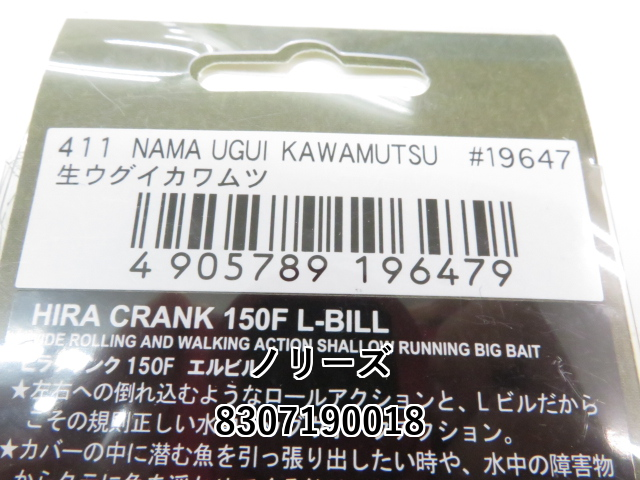 411 NAMA UGUI KAWAMUTSU #19647
生ウグイカワムツ
4 905789 196479
HIRA CRANK 150F L-BILL
ROLLING AND WALKING ACTION SHALLOW RUNNING BIG BAIT
150F エルビル
ノリーズ
★左右への倒れ込むようなロールアクションと、Lビルだから
こその規則正しい水
クション。
8307190018
★カバーの中に潜む魚を引っ張り出したい時や、水中の障害物